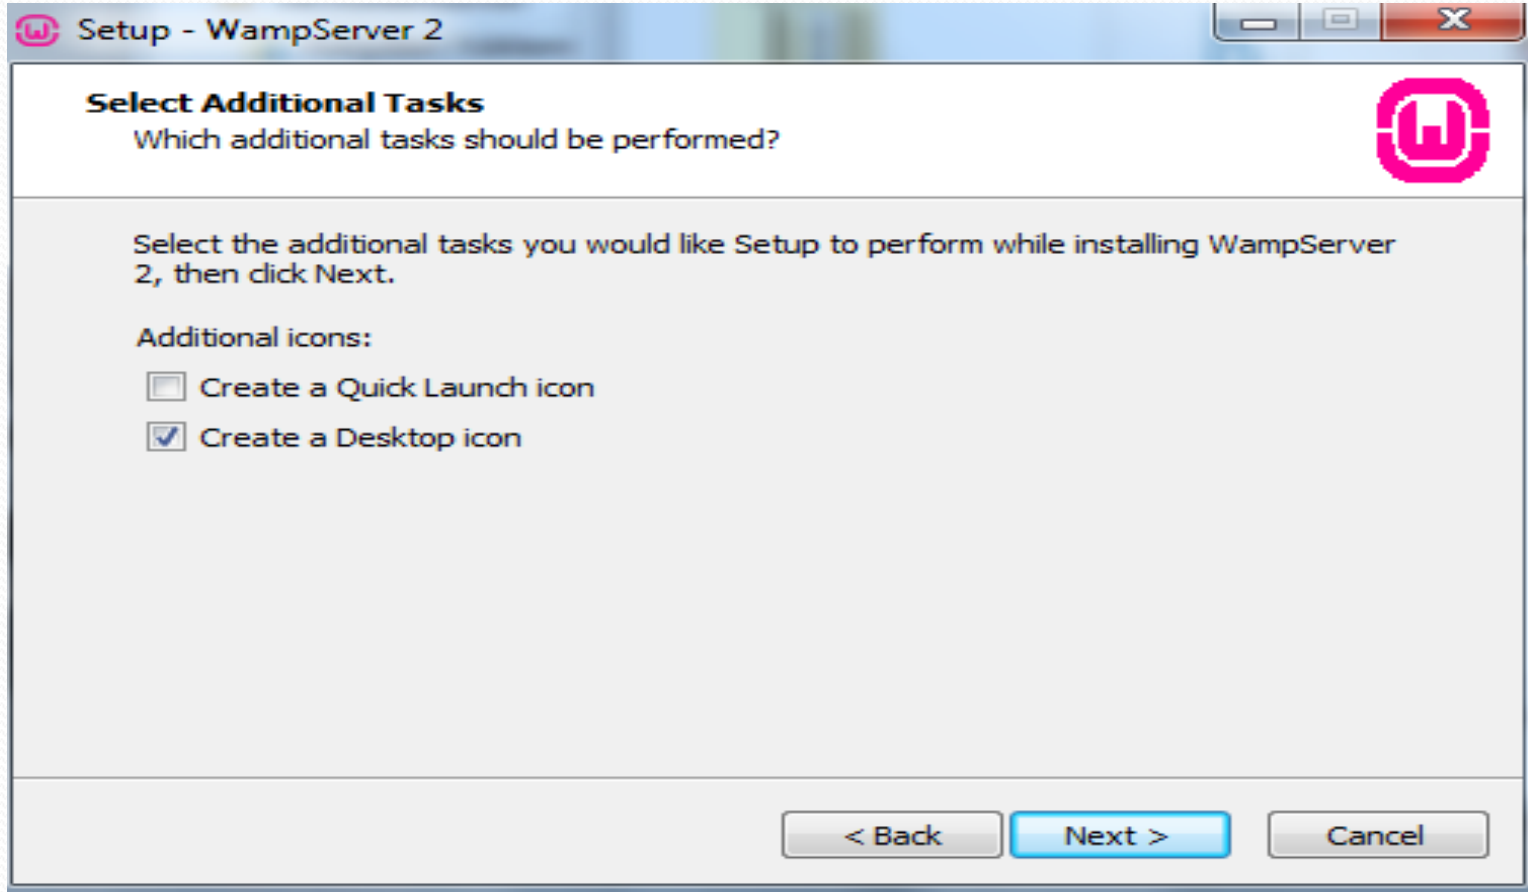 Setup - WampServer 2
Select Additional Tasks
Which additional tasks should be performed?
Select the additional tasks you would like Setup to perform while installing WampServer
2, then click Next.
Additional icons:
Create a Quick Launch icon
Create a Desktop icon
< Back
Next >
Cancel